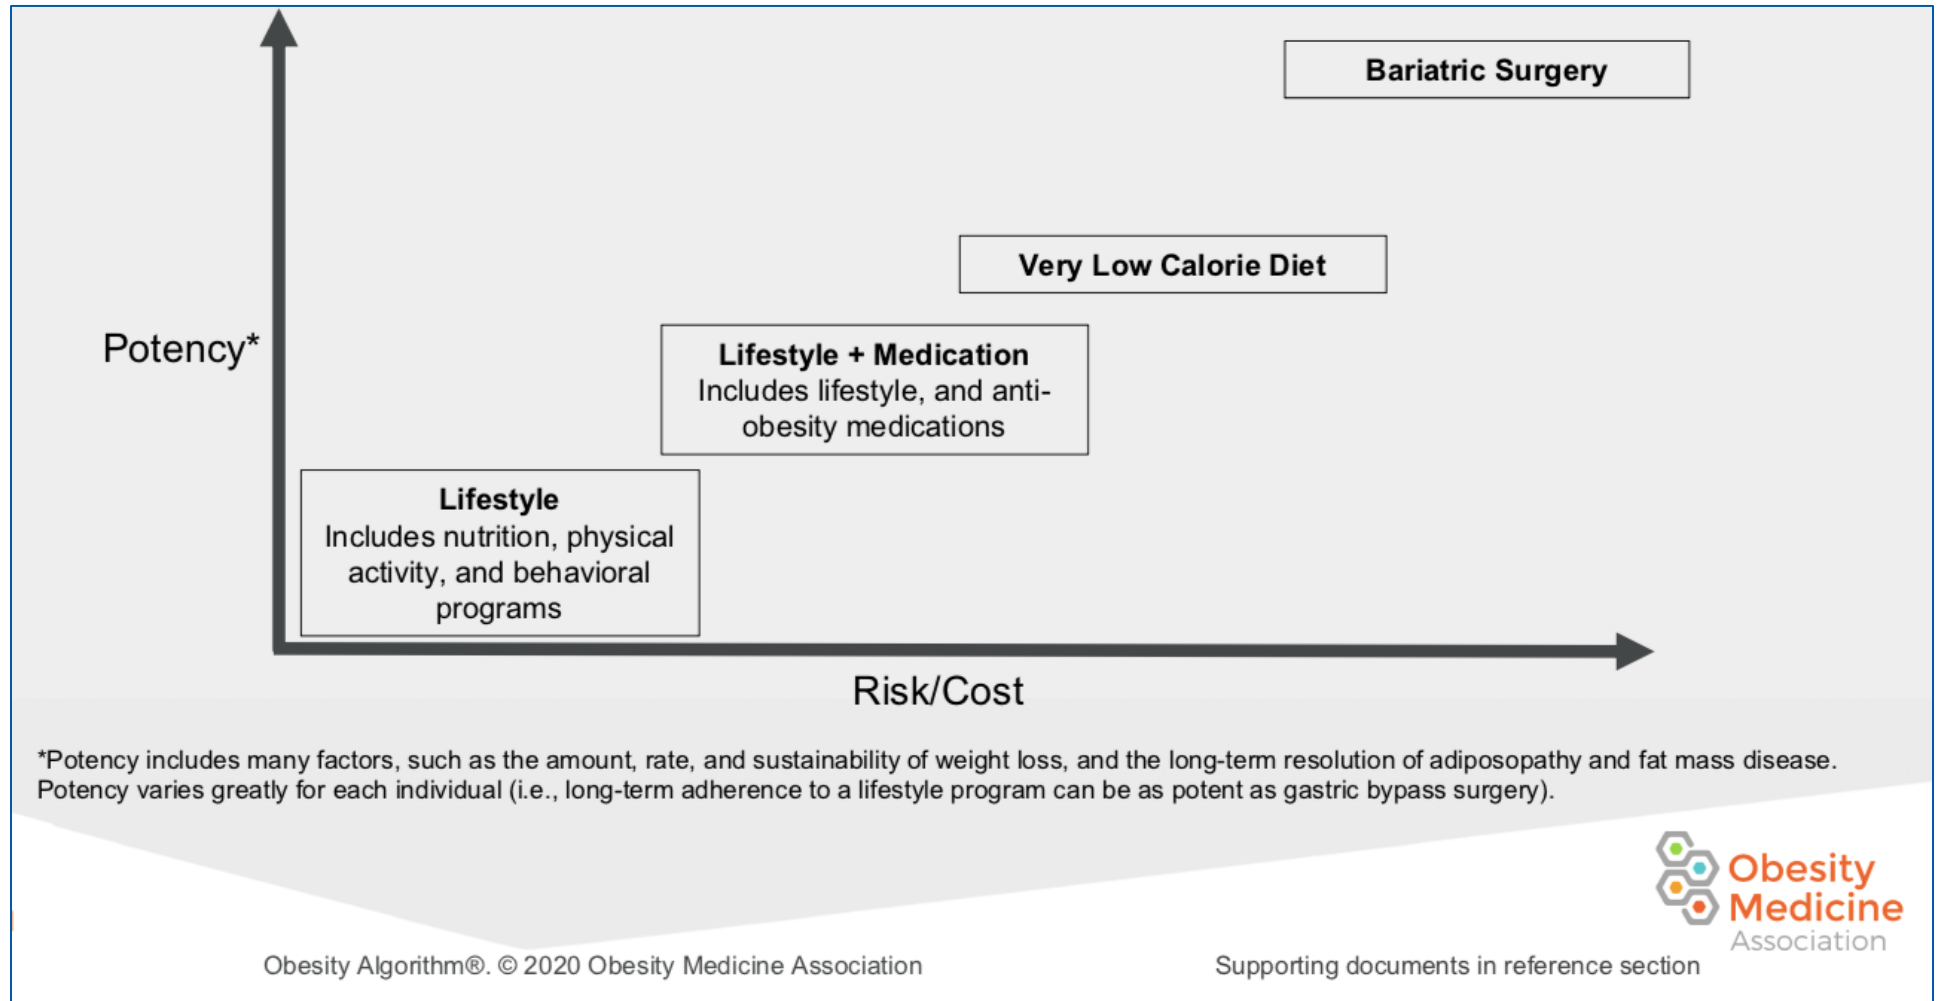 Bariatric Surgery
Very Low Calorie Diet
Potency*
Lifestyle + Medication
Includes lifestyle, and anti-
obesity medications
Lifestyle
Includes nutrition, physical
activity, and behavioral
programs
Risk/Cost
*Potency includes many factors, such as the amount, rate, and sustainability of weight loss, and the long-term resolution of adiposopathy and fat mass disease.
Potency varies greatly for each individual (i.e., long-term adherence to a lifestyle program can be as potent as gastric bypass surgery).
Obesity
Medicine
Association
Obesity Algorithm®. © 2020 Obesity Medicine Association
Supporting documents in reference section